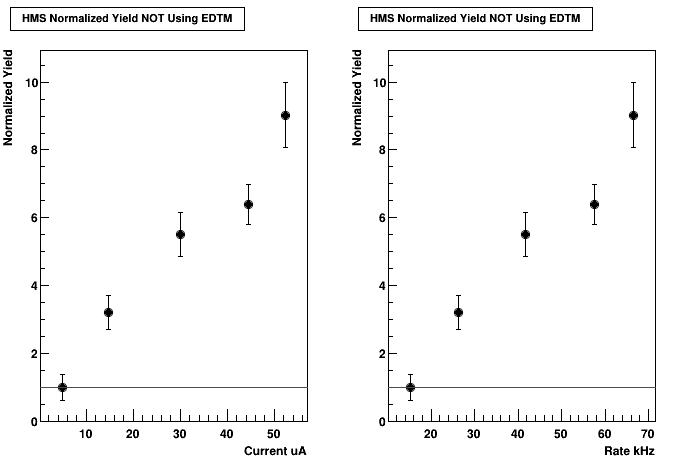 HMS Normalized Yield NOT Using EDTM
Normalized Yield
10
8
6
4
2
0
10 20 30 40 50
Current uA
HMS Normalized Yield NOT Using EDTM
Normalized Yield
10
8
6
4
2
0
20 30 40 50 60 70
Rate kHz